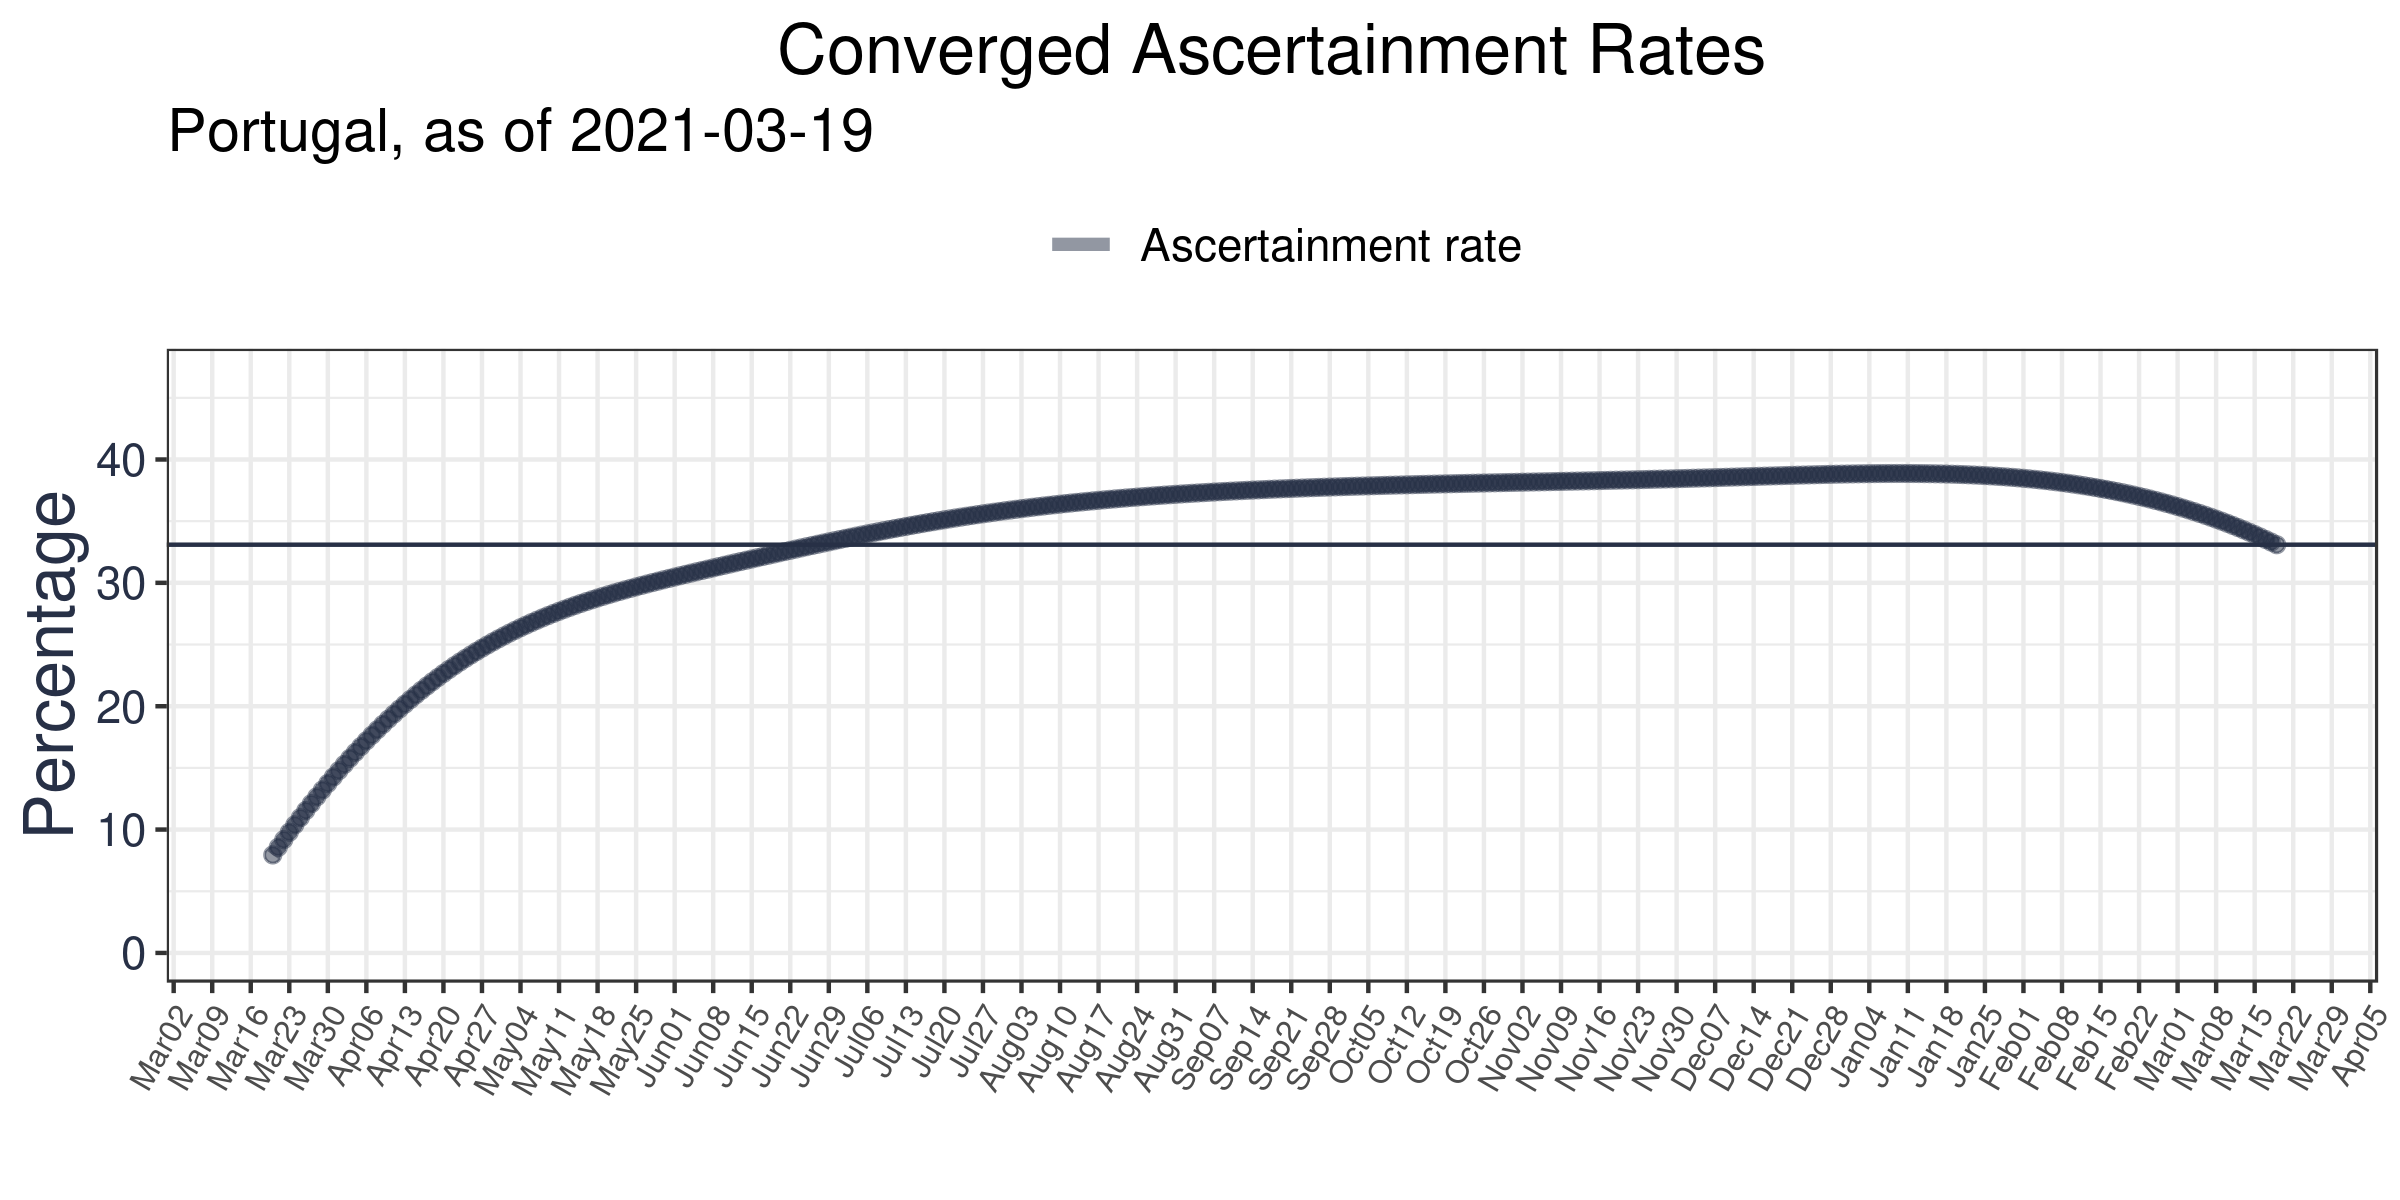 Converged Ascertainment Rates
Portugal, as of 2021-03-19
Ascertainment rate
Percentage
40
30
20
10
0
Mar02 Mar09 Mar16 Mar23 Mar30 Apr06 Apr13 Apr20 Apr27 May04 May11 May18 May25 Jun01 Jun08 Jun15 Jun22 Jun29 Jul06 Jul13 Jul20 Jul27 Aug03 Aug10 Aug17 Aug24 Aug31 Sep07 Sep14 Sep21 Sep28 Oct05 Oct12 Oct19 Oct26 Nov02 Nov09 Nov16 Nov23 Nov30 Dec07 Dec14 Dec21 Dec28 Jan04 Jan11 Jan18 Jan25 Feb01 Feb08 Feb15 Feb22 Mar01 Mar08 Mar15 Mar22 Mar29 Apr05